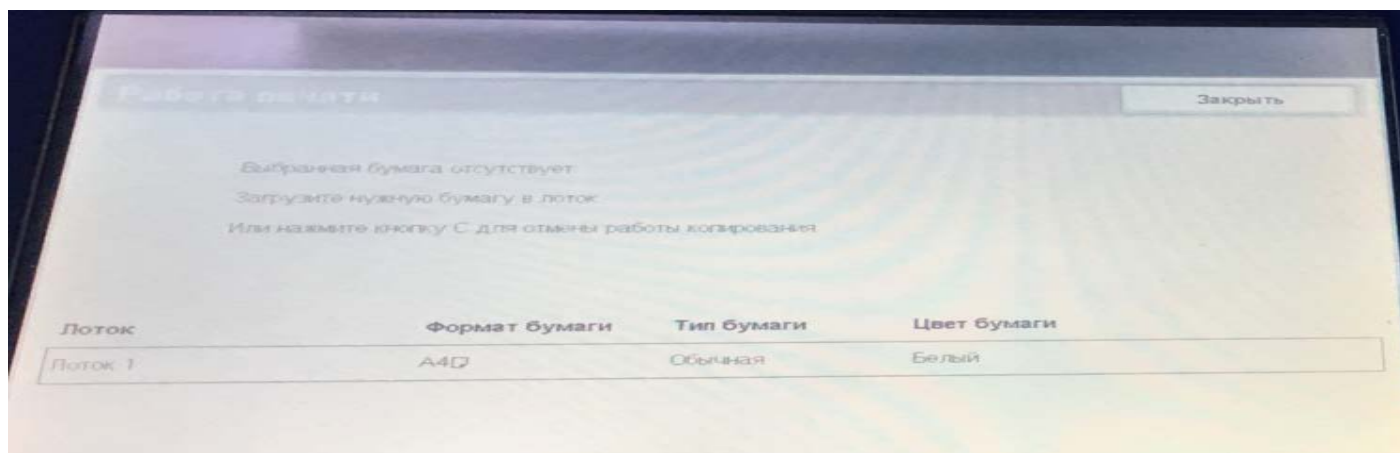 Работа печати
Закрыть
Выбранная бумага отсутствует
Загрузите нужную бумагу в лоток
Или нажмите кнопку С для отмены работы копирования
Лоток Формат бумаги Тип бумаги Цвет бумаги
Лоток 1 A4 Обычная Белый